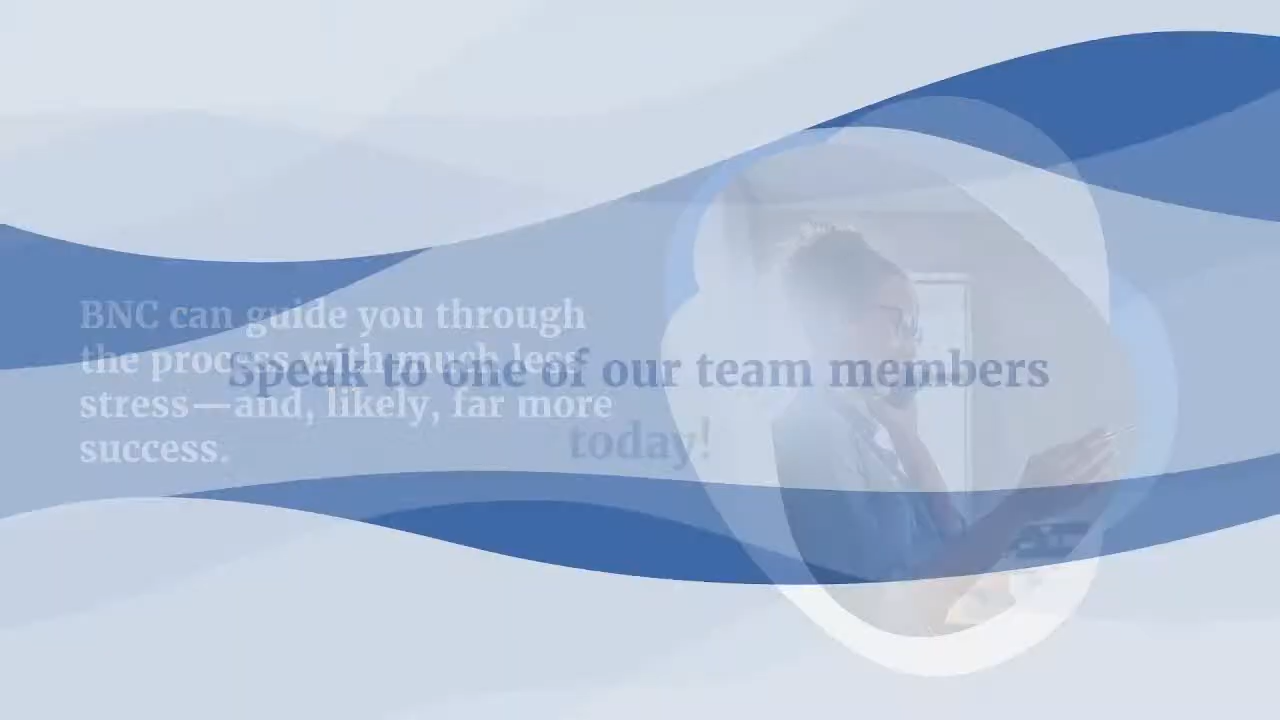 BNC can guide you through
the process with much less
stress—and, likely, far more
success.
Speak to one of our team members
today!